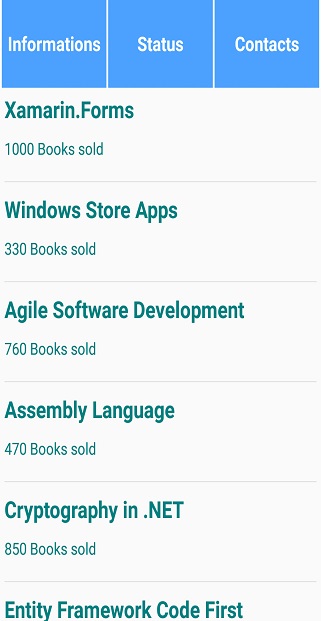 Informations Status Contacts
Xamarin.Forms
1000 Books sold
Windows Store Apps
330 Books sold
Agile Software Development
760 Books sold
Assembly Language
470 Books sold
Cryptography in .NET
850 Books sold
Entity Framework Code First